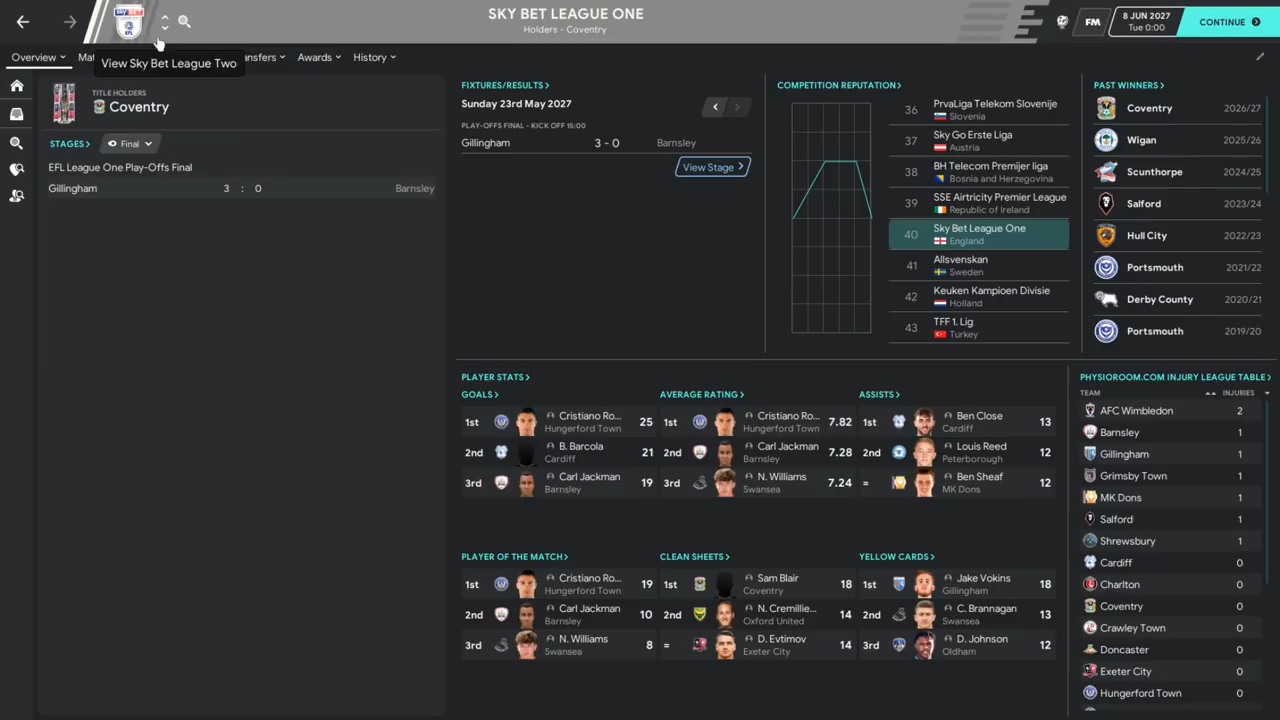 SKY BET LEAGUE ONE
Holders - Coventry
8 JUN 2027
Tue 0:00
FM
CONTINUE
Overview
Ma
ansfers
Awards
History
View Sky Bet League Two
TITLE HOLDERS
Coventry
STAGES
Final
EFL League One Play-Offs Final
Gillingham 3 : 0 Barnsley
FIXTURES/RESULTS
Sunday 23rd May 2027
PLAY-OFFS FINAL - KICK OFF 15:00
Gillingham 3 - 0 Barnsley
View Stage
COMPETITION REPUTATION
36 PrvaLiga Telekom Slovenije
Slovenia
37 Sky Go Erste Liga
Austria
38 BH Telecom Premijer liga
Bosnia and Herzegovina
39 SSE Airtricity Premier League
Republic of Ireland
40 Sky Bet League One
England
41 Allsvenskan
Sweden
42 Keuken Kampioen Divisie
Holland
43 TFF 1. Lig
Turkey
PAST WINNERS
Coventry 2026/27
Wigan 2025/26
Scunthorpe 2024/25
Salford 2023/24
Hull City 2022/23
Portsmouth 2021/22
Derby County 2020/21
Portsmouth 2019/20
PLAYER STATS
GOALS
1st Cristiano Ro... 25
Hungerford Town
2nd B. Barcola 21
Cardiff
3rd Carl Jackman 19
Barnsley
AVERAGE RATING
1st Cristiano Ro... 7.82
Hungerford Town
2nd Carl Jackman 7.28
Barnsley
3rd N. Williams 7.24
Swansea
ASSISTS
1st Ben Close 13
Cardiff
2nd Louis Reed 12
Peterborough
= Ben Sheaf 12
MK Dons
PLAYER OF THE MATCH
1st Cristiano Ro... 19
Hungerford Town
2nd Carl Jackman 10
Barnsley
3rd N. Williams 8
Swansea
CLEAN SHEETS
1st Sam Blair 18
Coventry
2nd N. Cremillie... 14
Oxford United
= D. Evtimov 14
Exeter City
YELLOW CARDS
1st Jake Vokins 18
Gillingham
2nd C. Brannagan 13
Swansea
3rd D. Johnson 12
Oldham
PHYSIOROOM.COM INJURY LEAGUE TABLE
TEAM INJURIES
AFC Wimbledon 2
Barnsley 1
Gillingham 1
Grimsby Town 1
MK Dons 1
Salford 1
Shrewsbury 1
Cardiff 0
Charlton 0
Coventry 0
Crawley Town 0
Doncaster 0
Exeter City 0
Hungerford Town 0